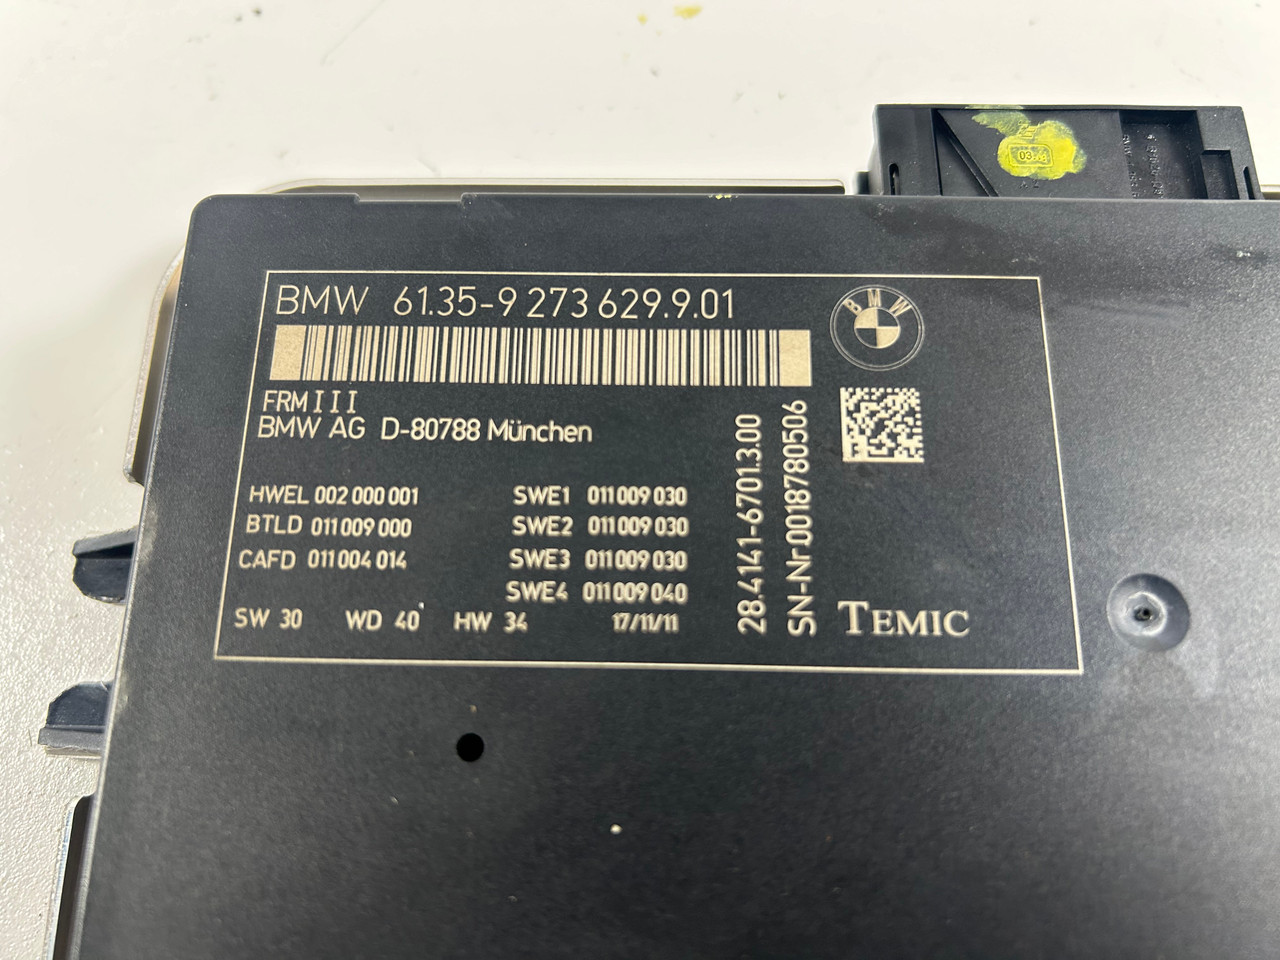 BMW 61.35-9 273 629.9.01
BMW
FRM III
BMW AG D-80788 München
HWEL 002 000 001
SWE1 011 009 030
BTLD 011 009 000
SWE2 011 009 030
CAFD 011 004 014
SWE3 011 009 030
SWE4 011 009 040
SW 30 WD 40 HW 34 17/11/11
28.4141-6701.3.00
SN-Nr.0018780506
TEMIC
03